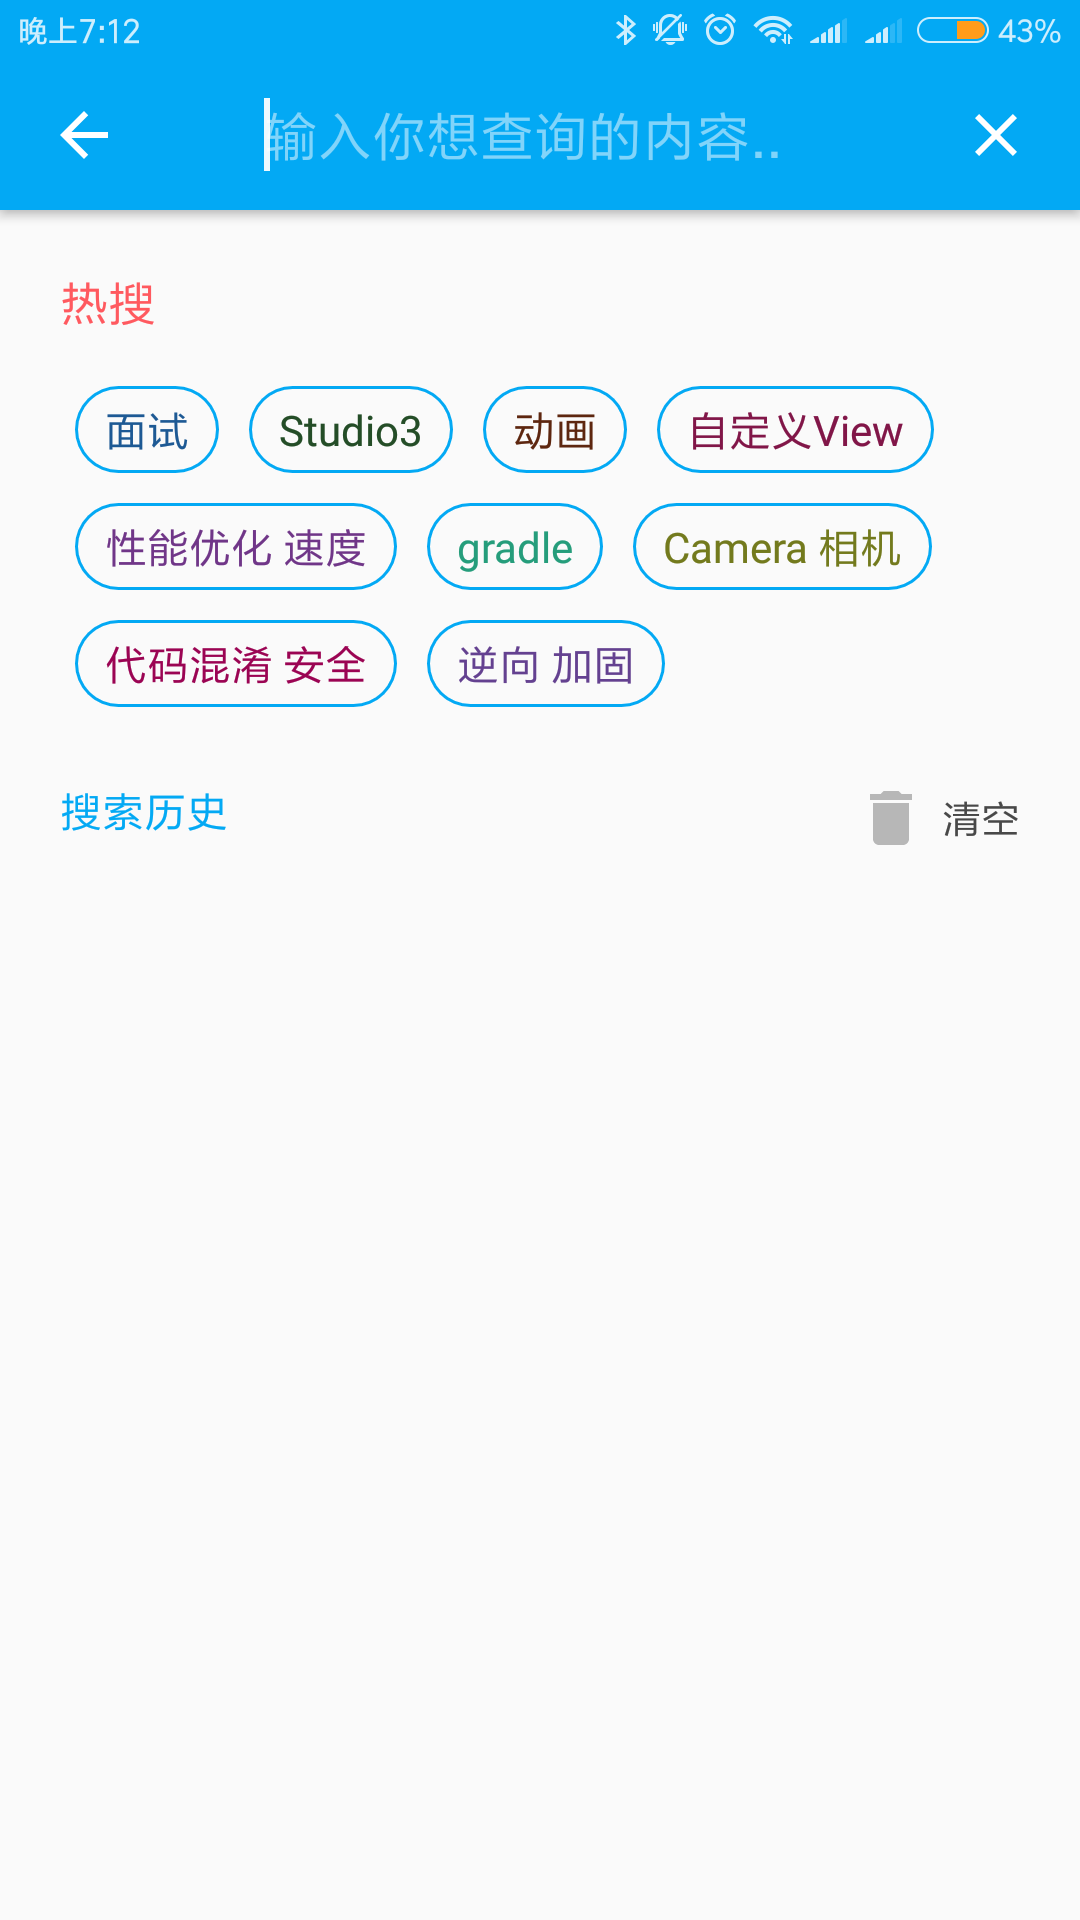 晚上7:12 43%
输入你想查询的内容..
热搜
面试 Studio3 动画 自定义View
性能优化 速度 gradle Camera 相机
代码混淆 安全 逆向 加固
搜索历史 清空